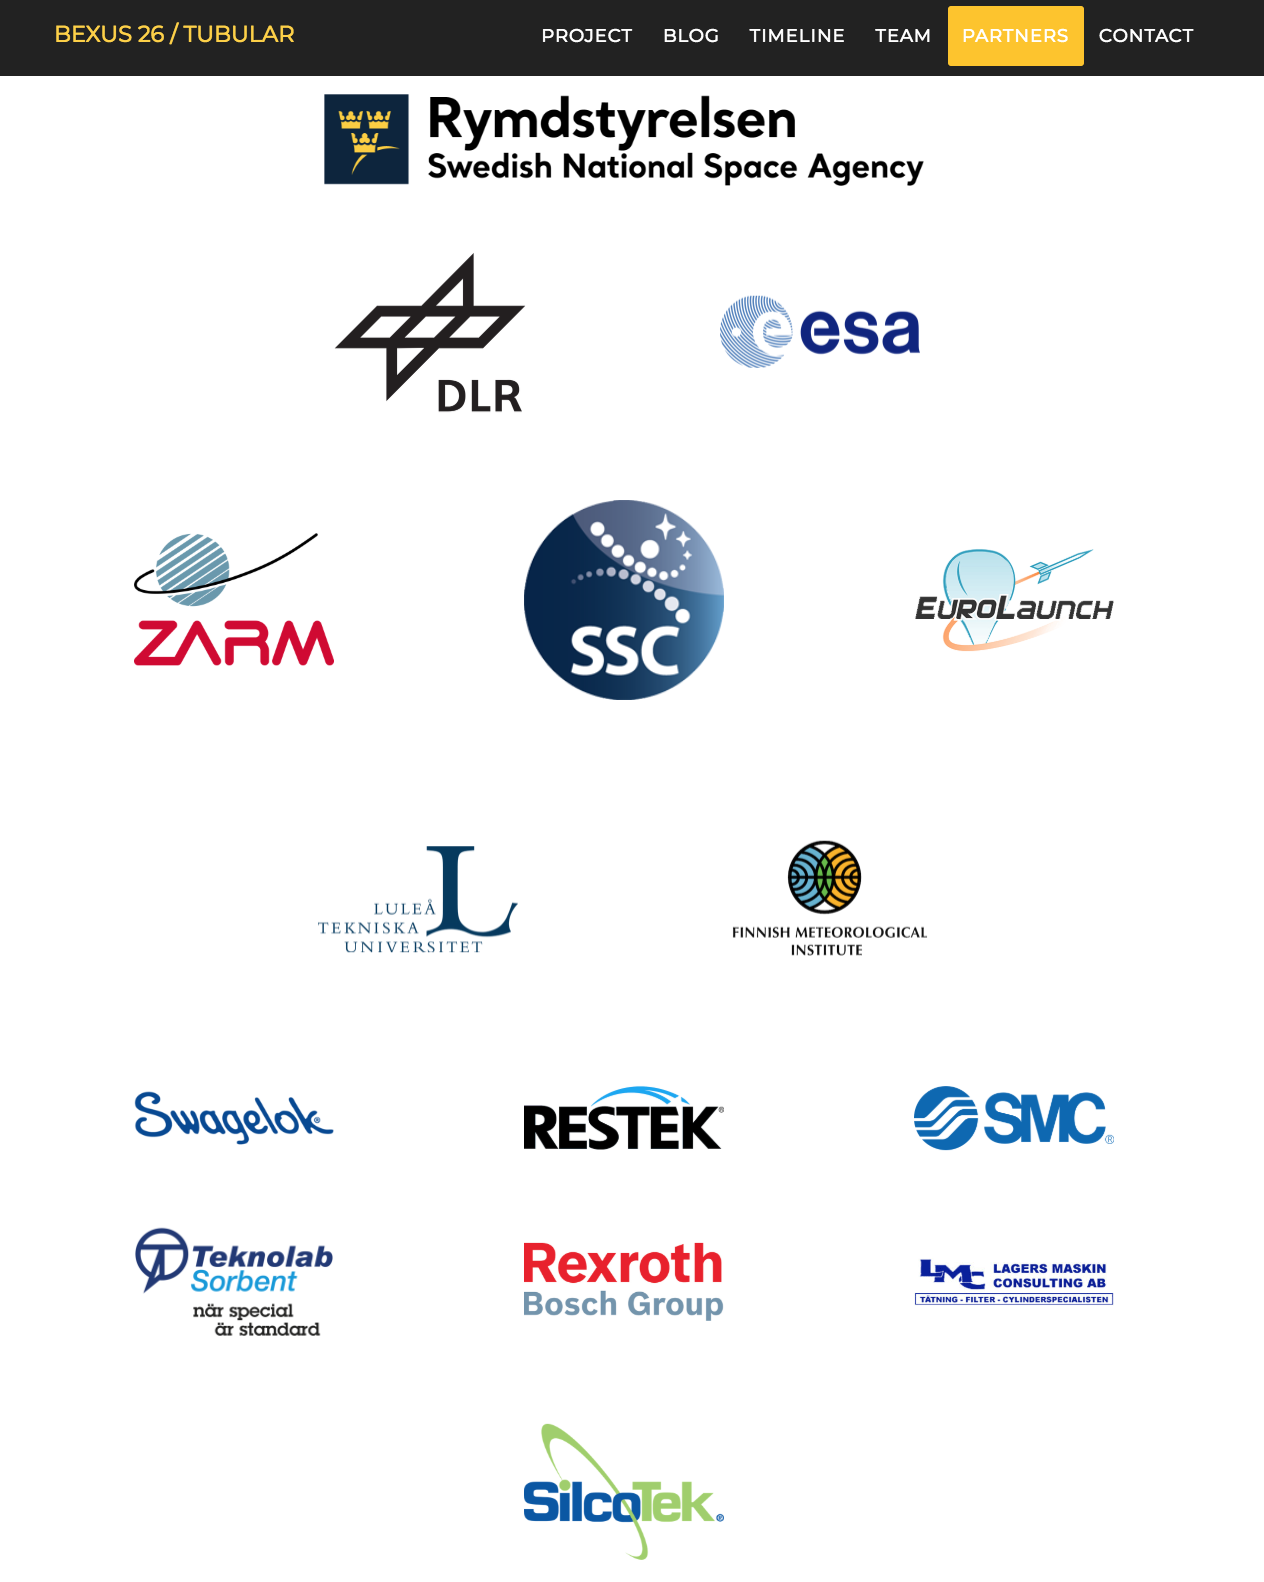 BEXUS 26 / TUBULAR
PROJECT
BLOG
TIMELINE
TEAM
PARTNERS
CONTACT
Rymdstyrelsen
Swedish National Space Agency
DLR
esa
ZARM
SSC
EUROLAUNCH
LULEÅ
TEKNISKA
UNIVERSITET
L
FINNISH METEOROLOGICAL
INSTITUTE
Swagelok®
RESTEK®
SMC®
Teknolab
Sorbent
när special
är standard
Rexroth
Bosch Group
LMC
LAGERS MASKIN
CONSULTING AB
TÄTNING - FILTER - CYLINDERSPECIALISTEN
SilcoTek®